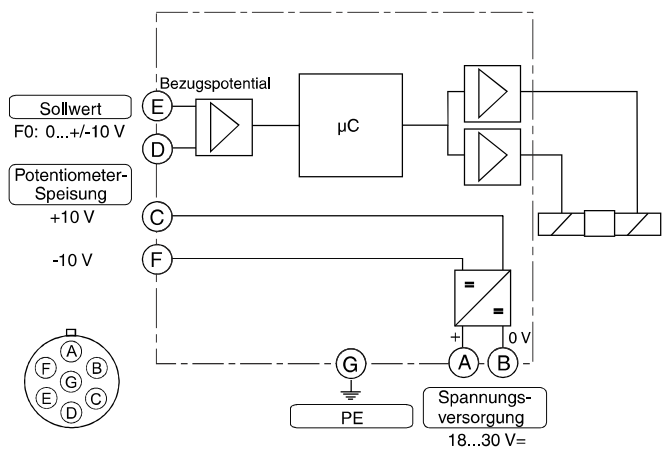 Bezugspotential
Sollwert
F0: 0...+/-10 V
E
D
µC
Potentiometer-
Speisung
+10 V
C
-10 V
F
=
=
+
0 V
A
B
G
PE
Spannungs-
versorgung
18...30 V=
A
F
B
G
E
C
D